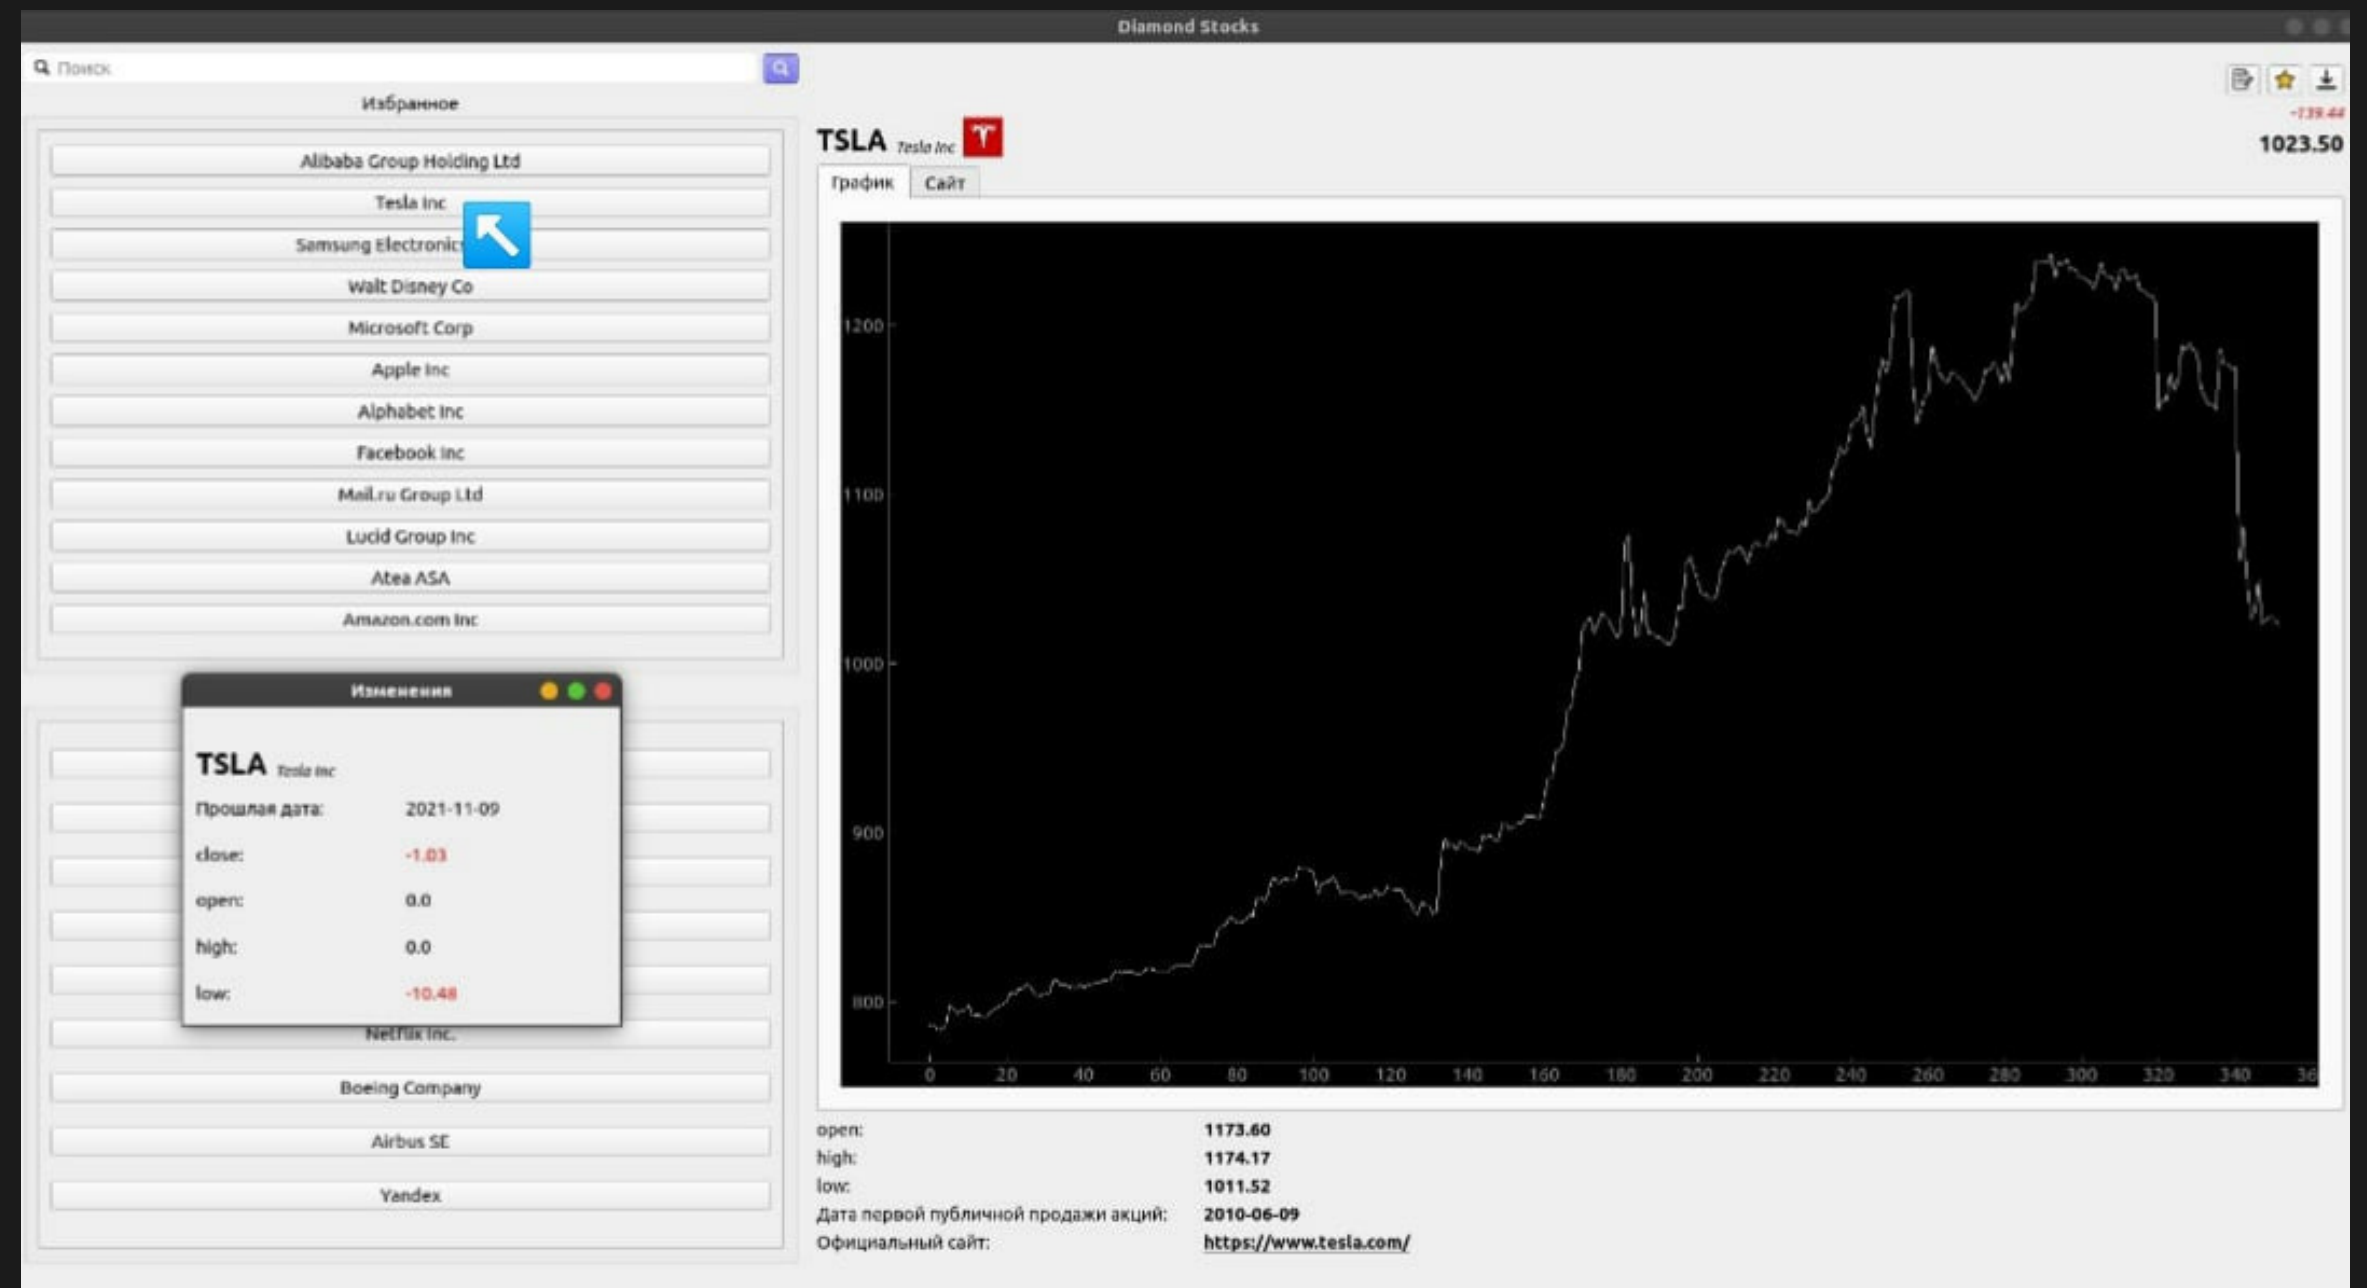 Diamond Stocks
Поиск
Избранное
Alibaba Group Holding Ltd
Tesla Inc
Samsung Electronic
Walt Disney Co
Microsoft Corp
Apple Inc
Alphabet Inc
Facebook Inc
Mail.ru Group Ltd
Lucid Group Inc
Atea ASA
Amazon.com Inc
Изменения
TSLA Tesla Inc
Прошлая дата: 2021-11-09
close: -1.03
open: 0.0
high: 0.0
low: -10.48
Netflix Inc.
Boeing Company
Airbus SE
Yandex
-139.44
TSLA Tesla Inc
1023.50
График Сайт
1200
1100
1000
900
800
0 20 40 60 80 100 120 140 160 180 200 220 240 260 280 300 320 340 36
open: 1173.60
high: 1174.17
low: 1011.52
Дата первой публичной продажи акций: 2010-06-09
Официальный сайт: https://www.tesla.com/